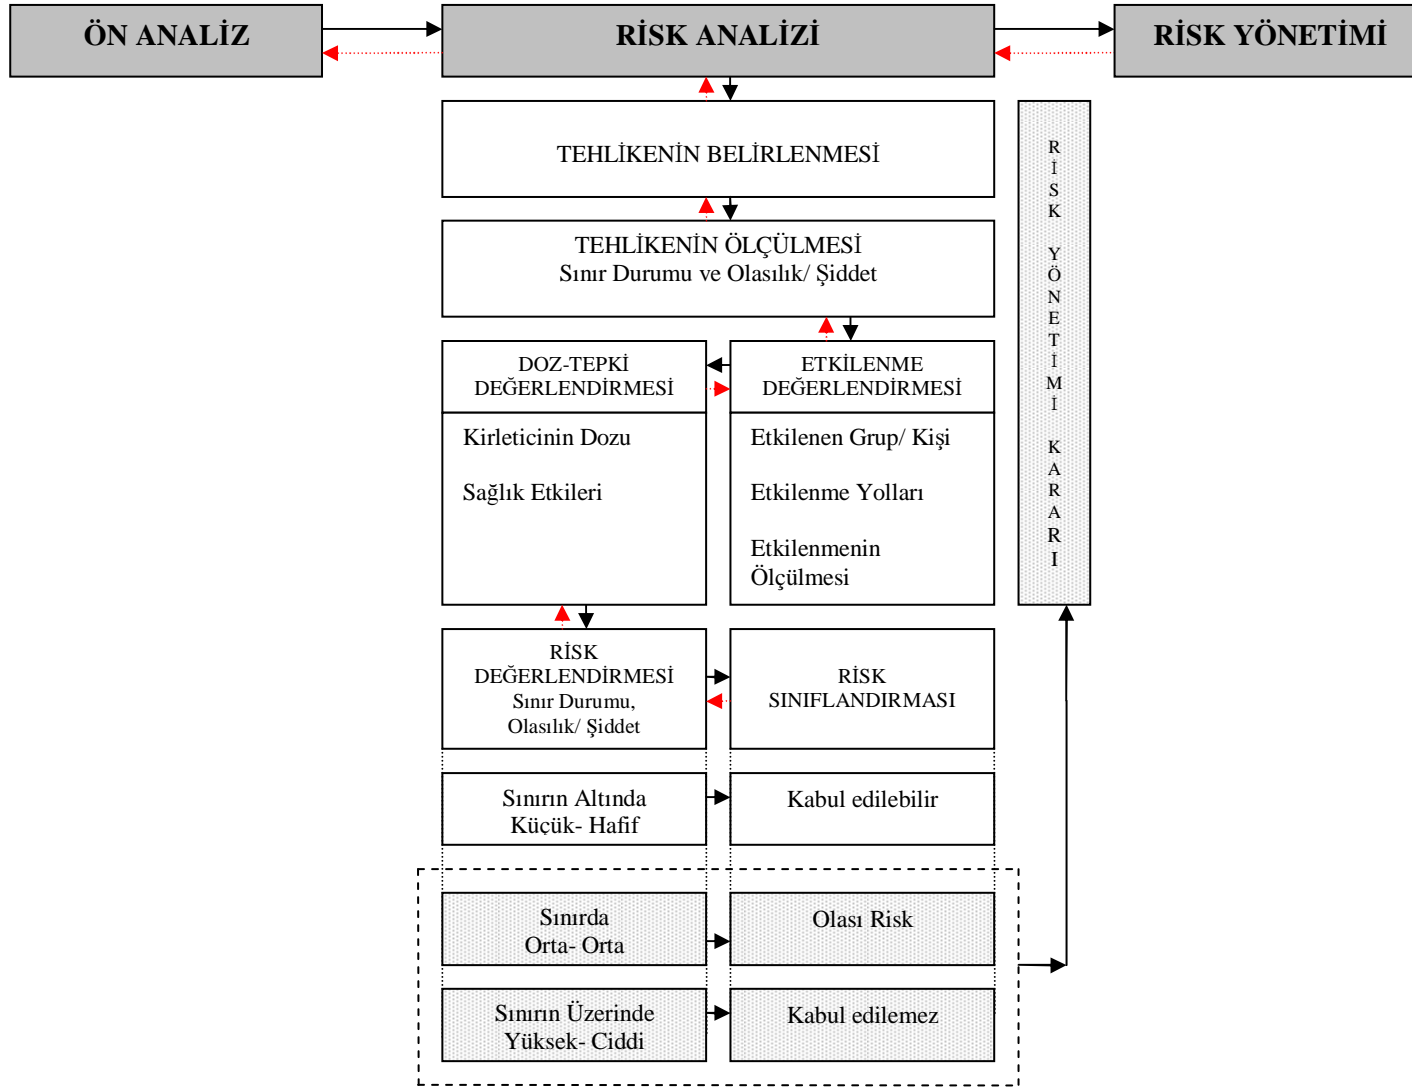 ÖN ANALİZ
RİSK ANALİZİ
RİSK YÖNETİMİ
TEHLİKENİN BELİRLENMESİ
TEHLİKENİN ÖLÇÜLMESİ
Sınır Durumu ve Olasılık/ Şiddet
DOZ-TEPKİ
DEĞERLENDİRMESİ
Kirleticinin Dozu
Sağlık Etkileri
ETKİLENME
DEĞERLENDİRMESİ
Etkilenen Grup/ Kişi
Etkilenme Yolları
Etkilenmenin
Ölçülmesi
RİSK
DEĞERLENDİRMESİ
Sınır Durumu,
Olasılık/ Şiddet
RİSK
SINIFLANDIRMASI
Sınırın Altında
Küçük- Hafif
Kabul edilebilir
Sınırda
Orta- Orta
Olası Risk
Sınırın Üzerinde
Yüksek- Ciddi
Kabul edilemez
RİSK YÖNETİMİ KARARI